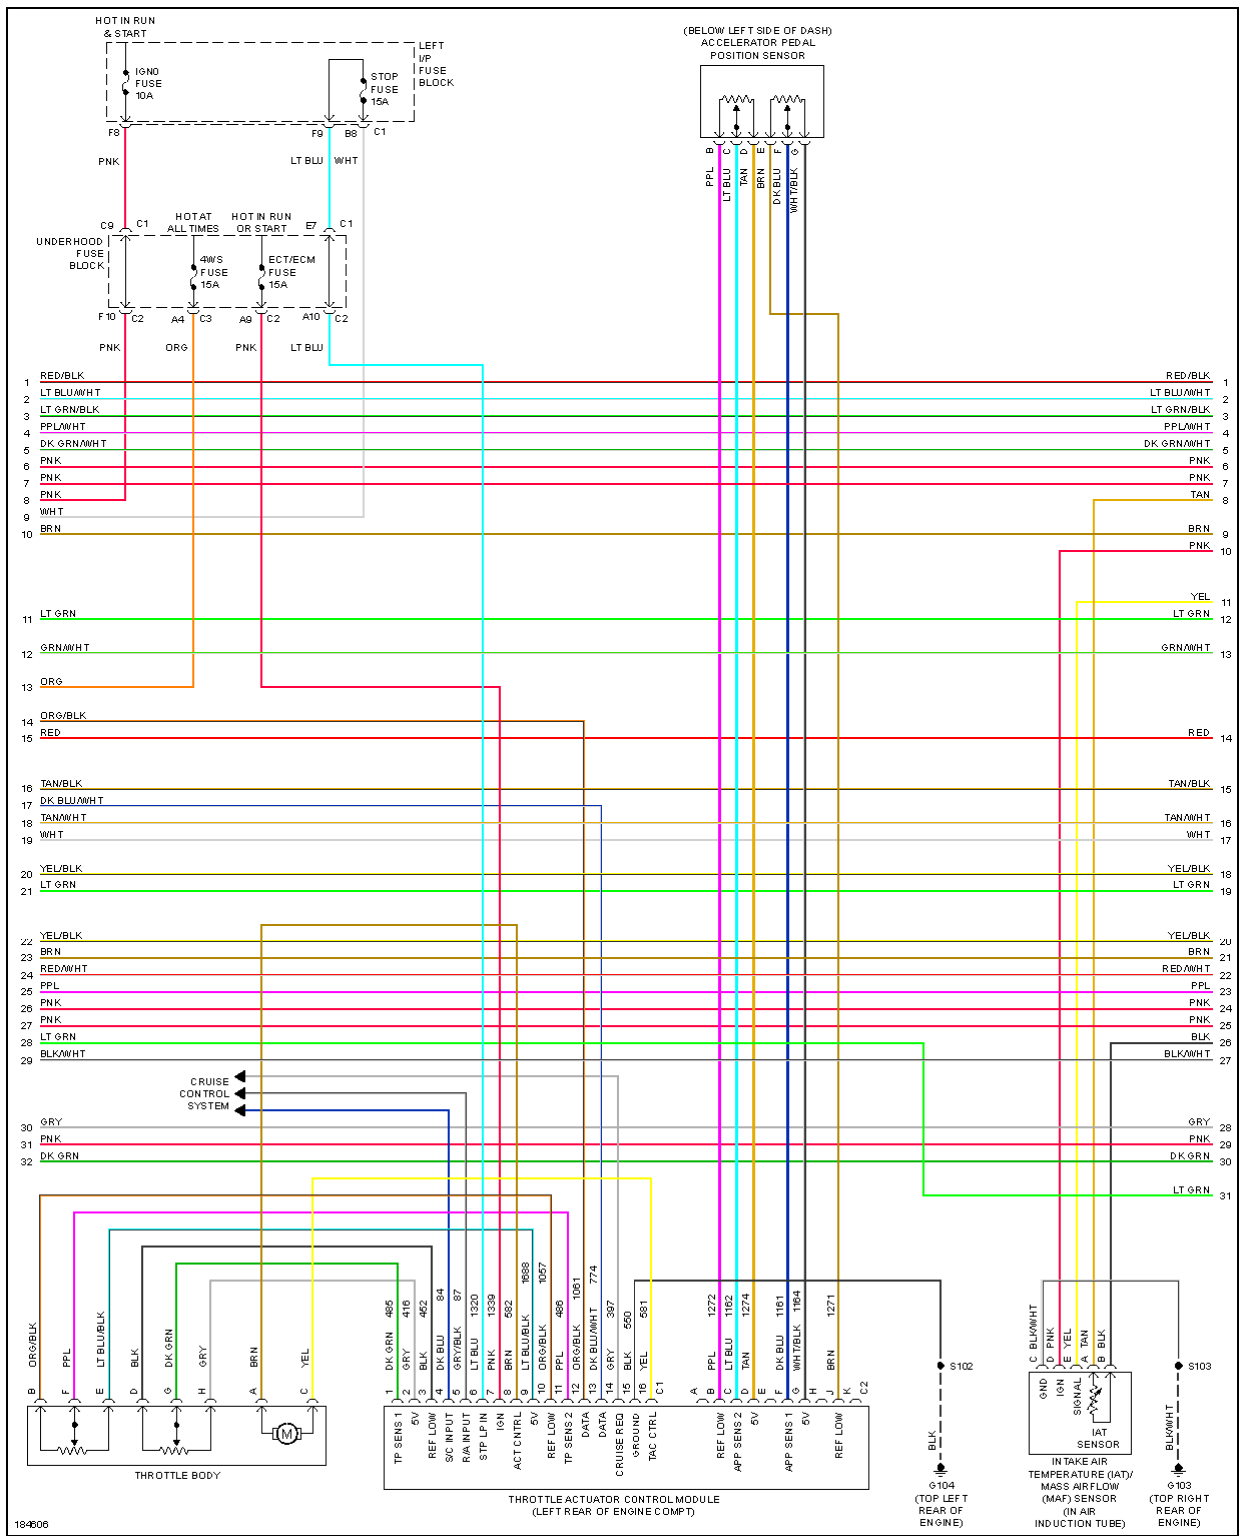 HOT IN RUN
& START
LEFT
I/P
FUSE
BLOCK
IGN0
FUSE
10A
STOP
FUSE
15A
F8
F9
B8
C1
PNK
LT BLU
WHT
(BELOW LEFT SIDE OF DASH)
ACCELERATOR PEDAL
POSITION SENSOR
B
C
D
E
F
G
PPL
LT BLU
TAN
BRN
DK BLU
WHT/BLK
C9
C1
HOT AT
ALL TIMES
HOT IN RUN
OR START
E7
C1
UNDERHOOD
FUSE
BLOCK
4WS
FUSE
15A
ECT/ECM
FUSE
15A
F10
C2
A4
C3
A9
C2
A10
C2
PNK
ORG
PNK
LT BLU
1 RED/BLK RED/BLK 1
2 LT BLU/WHT LT BLU/WHT 2
3 LT GRN/BLK LT GRN/BLK 3
4 PPL/WHT PPL/WHT 4
5 DK GRN/WHT DK GRN/WHT 5
6 PNK PNK 6
7 PNK PNK 7
8 PNK TAN 8
9 WHT
10 BRN BRN 9
PNK 10
YEL 11
11 LT GRN LT GRN 12
12 GRN/WHT GRN/WHT 13
13 ORG
14 ORG/BLK
15 RED RED 14
16 TAN/BLK TAN/BLK 15
17 DK BLU/WHT
18 TAN/WHT TAN/WHT 16
19 WHT WHT 17
20 YEL/BLK YEL/BLK 18
21 LT GRN LT GRN 19
22 YEL/BLK YEL/BLK 20
23 BRN BRN 21
24 RED/WHT RED/WHT 22
25 PPL PPL 23
26 PNK PNK 24
27 PNK PNK 25
28 LT GRN BLK 26
29 BLK/WHT BLK/WHT 27
CRUISE
CONTROL
SYSTEM
30 GRY GRY 28
31 PNK PNK 29
32 DK GRN DK GRN 30
LT GRN 31
ORG/BLK
PPL
LT BLU/BLK
BLK
DK GRN
GRY
BRN
YEL
B
F
E
D
G
H
A
C
M
THROTTLE BODY
DK GRN 485
GRY 416
BLK 452
DK BLU 84
GRY/BLK 87
LT BLU 1320
PNK 1339
BRN 582
LT BLU/BLK 1688
ORG/BLK 1057
PPL 486
ORG/BLK 1061
DK BLU/WHT 774
GRY 397
BLK 550
YEL 581
1
2
3
4
5
6
7
8
9
10
11
12
13
14
15
16
C1
TP SENS 1
5V
REF LOW
S/C INPUT
R/A INPUT
STP LP IN
IGN
ACT CNTRL
5V
REF LOW
TP SENS 2
DATA
DATA
CRUISE REQ
GROUND
TAC CTRL
PPL 1272
LT BLU 1162
TAN 1274
DK BLU 1161
WHT/BLK 1164
BRN 1271
A
B
C
D
E
F
G
H
J
K
C2
REF LOW
APP SENS 2
5V
APP SENS 1
5V
REF LOW
THROTTLE ACTUATOR CONTROL MODULE
(LEFT REAR OF ENGINE COMPT)
S102
BLK
G104
(TOP LEFT
REAR OF
ENGINE)
C BLK/WHT
D PNK
E YEL
A TAN
B BLK
GND
IGN
SIGNAL
IAT
SENSOR
INTAKE AIR
TEMPERATURE (IAT)/
MASS AIRFLOW
(MAF) SENSOR
(IN AIR
INDUCTION TUBE)
S103
BLK/WHT
G103
(TOP RIGHT
REAR OF
ENGINE)
184606